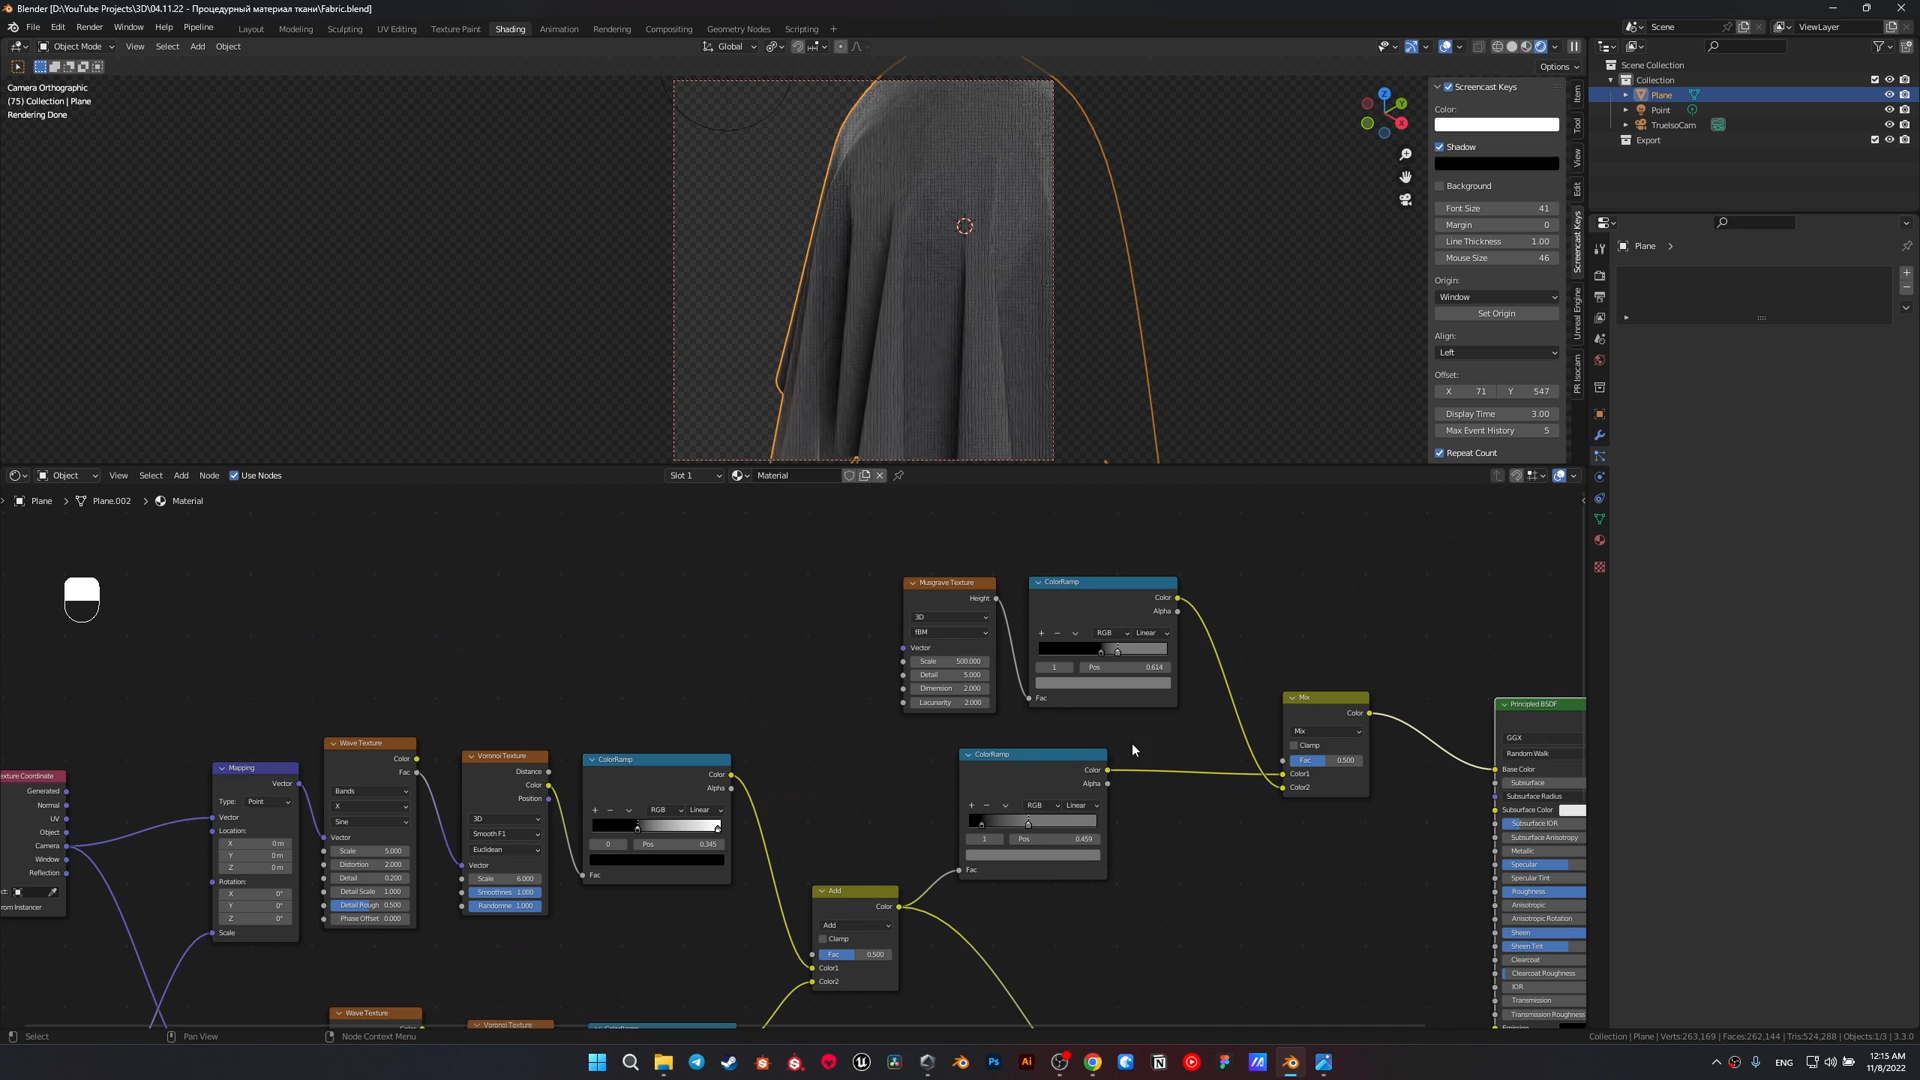 Blender [D:\YouTube Projects\3D\04.11.22 - Процедурный материал ткани\Fabric.blend]
File Edit Render Window Help Pipeline
Layout Modeling Sculpting UV Editing Texture Paint Shading Animation Rendering Compositing Geometry Nodes Scripting +
Scene ViewLayer
Object Mode View Select Add Object
Global
Options
Camera Orthographic
(75) Collection | Plane
Rendering Done
Z Y X
Screencast Keys
Color:
Shadow
Background
Font Size 41
Margin 0
Line Thickness 1.00
Mouse Size 46
Origin:
Window
Set Origin
Align:
Left
Offset:
X 71 Y 547
Display Time 3.00
Max Event History 5
Repeat Count
Item
Tool
View
Edit
Screencast Keys
Unreal Engine
PR Isocam
Scene Collection
Collection
Plane
Point
TrueIsoCam
Export
Plane
Object View Select Add Node Use Nodes
Slot 1 Material
Plane Plane.002 Material
Texture Coordinate
Generated
Normal
UV
Object
Camera
Window
Reflection
From Instancer
Mapping
Vector
Type: Point
Vector
Location:
X 0 m
Y 0 m
Z 0 m
Rotation:
X 0°
Y 0°
Z 0°
Scale
Wave Texture
Color
Fac
Bands
X
Sine
Vector
Scale 5.000
Distortion 2.000
Detail 0.200
Detail Scale 1.000
Detail Rough 0.500
Phase Offset 0.000
Voronoi Texture
Distance
Color
Position
3D
Smooth F1
Euclidean
Vector
Scale 6.000
Smoothnes 1.000
Randomne 1.000
ColorRamp
Color
Alpha
RGB Linear
0 Pos 0.345
Fac
Add
Color
Add
Clamp
Fac 0.500
Color1
Color2
Musgrave Texture
Height
3D
fBM
Vector
Scale 500.000
Detail 5.000
Dimension 2.000
Lacunarity 2.000
ColorRamp
Color
Alpha
RGB Linear
1 Pos 0.614
Fac
ColorRamp
Color
Alpha
RGB Linear
1 Pos 0.459
Fac
Mix
Color
Mix
Clamp
Fac 0.500
Color1
Color2
Principled BSDF
GGX
Random Walk
Base Color
Subsurface
Subsurface Radius
Subsurface Color
Subsurface IOR
Subsurface Anisotropy
Metallic
Specular
Specular Tint
Roughness
Anisotropic
Anisotropic Rotation
Sheen
Sheen Tint
Clearcoat
Clearcoat Roughness
IOR
Transmission
Transmission Roughness
Wave Texture
Voronoi Texture
Select Pan View Node Context Menu
Collection | Plane | Verts:263,169 | Faces:262,144 | Tris:524,288 | Objects:1/3 | 3.3.0
ENG
12:15 AM
11/8/2022